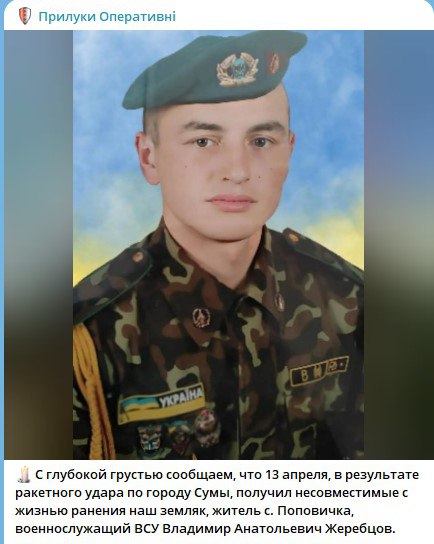 Прилуки Оперативні
УКРАЇНА
🕯 С глубокой грустью сообщаем, что 13 апреля, в результате
ракетного удара по городу Сумы, получил несовместимые с
жизнью ранения наш земляк, житель с. Поповичка,
военнослужащий ВСУ Владимир Анатольевич Жеребцов.